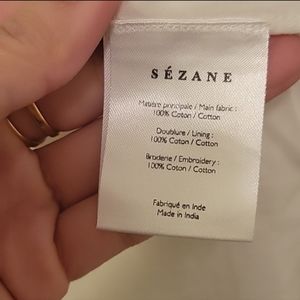 SÉZANE
Matière principale / Main fabric :
100% Coton / Cotton
Doublure / Lining :
100% Coton / Cotton
Broderie / Embroidery :
100% Coton / Cotton
Fabriqué en Inde
Made in India